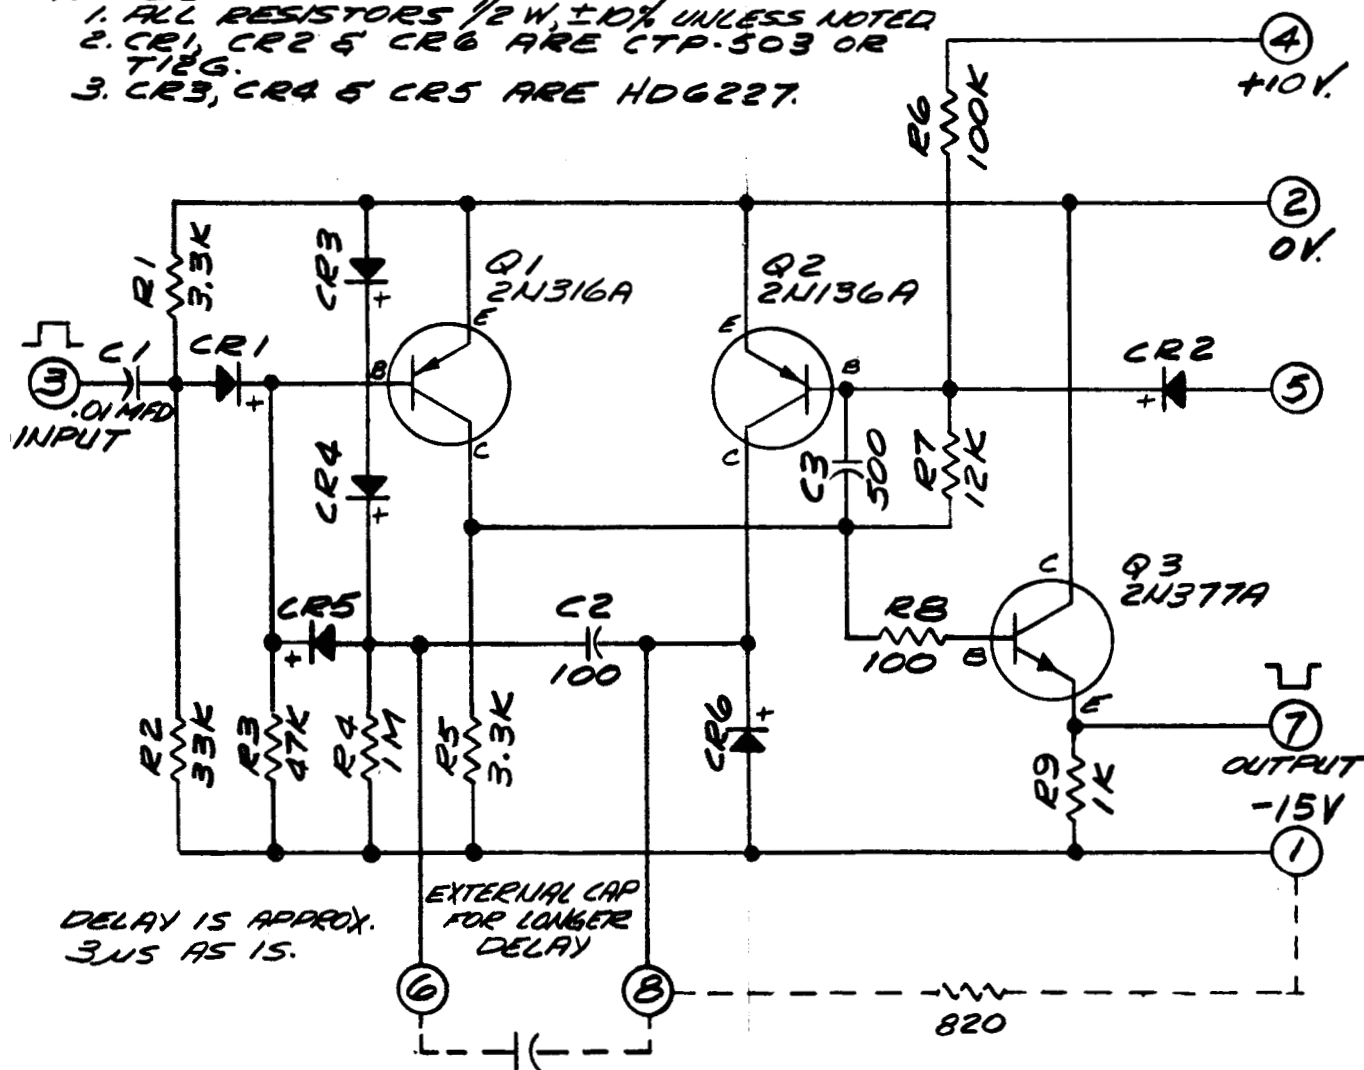 1. ALL RESISTORS 1/2 W, ±10% UNLESS NOTED
2. CR1, CR2 & CR6 ARE CTP-503 OR
T12G.
3. CR3, CR4 & CR5 ARE HD6227.
4
+10V.
R6
100K
2
0V.
R1
3.3K
CR3
+
Q1
2N316A
Q2
2N136A
E
E
3
INPUT
C1
.01MFD
CR1
+
B
C
B
C
CR2
+
5
CR4
+
C3
500
R7
12K
C
Q3
2N377A
CR5
+
C2
100
R8
100
B
E
7
OUTPUT
R2
33K
R3
47K
R4
1M
R5
3.3K
CR6
+
R9
1K
-15V
1
DELAY IS APPROX.
3µS AS IS.
EXTERNAL CAP
FOR LONGER
DELAY
6
8
820